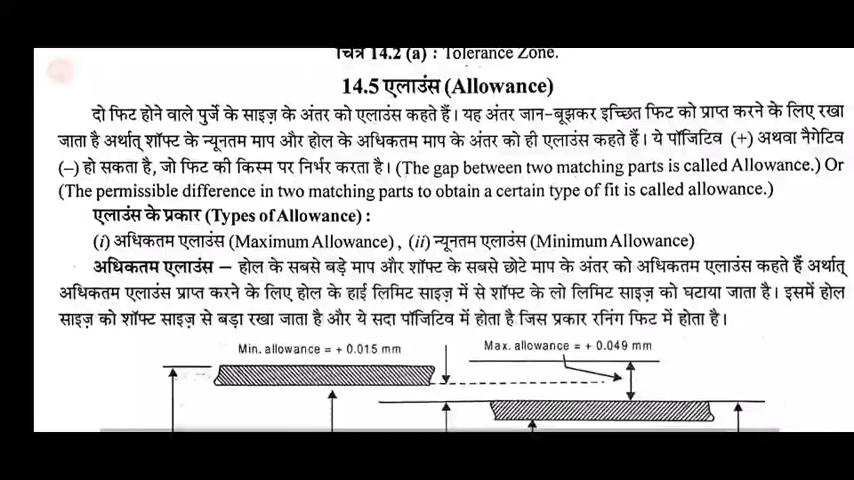 चित्र 14.2 (a) : Tolerance Zone.
14.5 एलाउंस (Allowance)
दो फिट होने वाले पुर्जे के साइज़ के अंतर को एलाउंस कहते हैं। यह अंतर जान-बूझकर इच्छित फिट को प्राप्त करने के लिए रखा
जाता है अर्थात् शॉफ्ट के न्यूनतम माप और होल के अधिकतम माप के अंतर को ही एलाउंस कहते हैं। ये पॉजिटिव (+) अथवा नैगेटिव
(–) हो सकता है, जो फिट की किस्म पर निर्भर करता है। (The gap between two matching parts is called Allowance.) Or
(The permissible difference in two matching parts to obtain a certain type of fit is called allowance.)
एलाउंस के प्रकार (Types of Allowance) :
(i) अधिकतम एलाउंस (Maximum Allowance) , (ii) न्यूनतम एलाउंस (Minimum Allowance)
अधिकतम एलाउंस – होल के सबसे बड़े माप और शॉफ्ट के सबसे छोटे माप के अंतर को अधिकतम एलाउंस कहते हैं अर्थात्
अधिकतम एलाउंस प्राप्त करने के लिए होल के हाई लिमिट साइज़ में से शॉफ्ट के लो लिमिट साइज़ को घटाया जाता है। इसमें होल
साइज़ को शॉफ्ट साइज़ से बड़ा रखा जाता है और ये सदा पॉजिटिव में होता है जिस प्रकार रनिंग फिट में होता है।
Min. allowance = + 0.015 mm
Max. allowance = + 0.049 mm